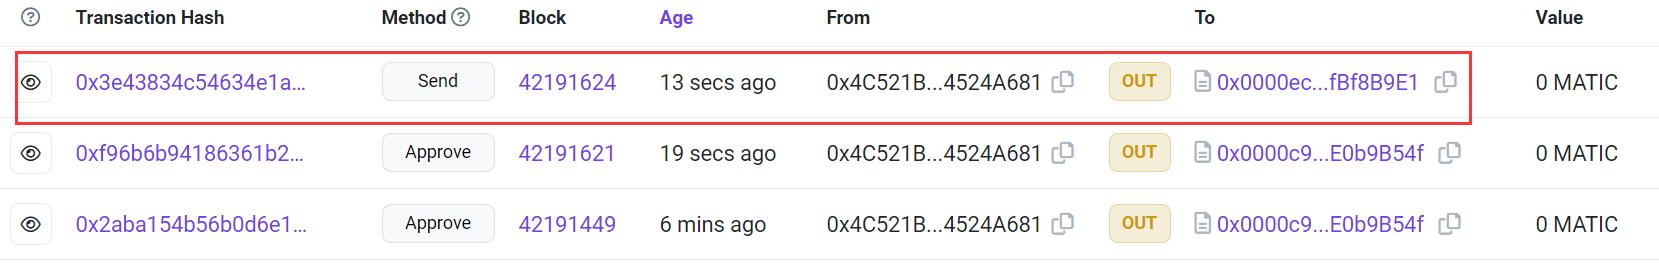 Transaction Hash Method Block Age From To Value
0x3e43834c54634e1a... Send 42191624 13 secs ago 0x4C521B...4524A681 OUT 0x0000ec...fBf8B9E1 0 MATIC
0xf96b6b94186361b2... Approve 42191621 19 secs ago 0x4C521B...4524A681 OUT 0x0000c9...E0b9B54f 0 MATIC
0x2aba154b56b0d6e1... Approve 42191449 6 mins ago 0x4C521B...4524A681 OUT 0x0000c9...E0b9B54f 0 MATIC